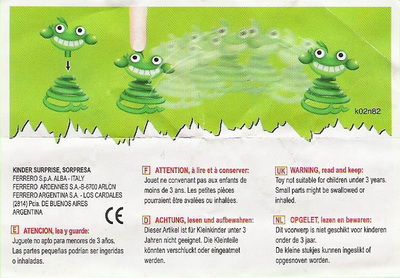 k02n82
KINDER SURPRISE, SORPRESA
FERRERO S.p.A. ALBA - ITALY
FERRERO ARDENNES S.A.-B-6700 ARLON
FERRERO ARGENTINA S.A. - LOS CARDALES
(2814) Pcia. DE BUENOS AIRES
ARGENTINA
CE
E ATENCION, lea y guarde:
Juguete no apto para menores de 3 años.
Las partes pequeñas podrían ser ingeridas
o inhaladas.
F ATTENTION, à lire et à conserver:
Jouet ne convenant pas aux enfants de
moins de 3 ans. Les petites pièces
pourraient être avalées ou inhalées.
D ACHTUNG, lesen und aufbewahren:
Dieser Artikel ist für Kleinkinder unter 3
Jahren nicht geeignet. Die Kleinteile
könnten verschluckt oder eingeatmet
werden.
UK WARNING, read and keep:
Toy not suitable for children under 3 years.
Small parts might be swallowed or
inhaled.
NL OPGELET, lezen en bewaren:
Dit voorwerp is niet geschikt voor kinderen
onder de 3 jaar.
De kleine stukjes kunnen ingeslikt of
opgesnoven worden.